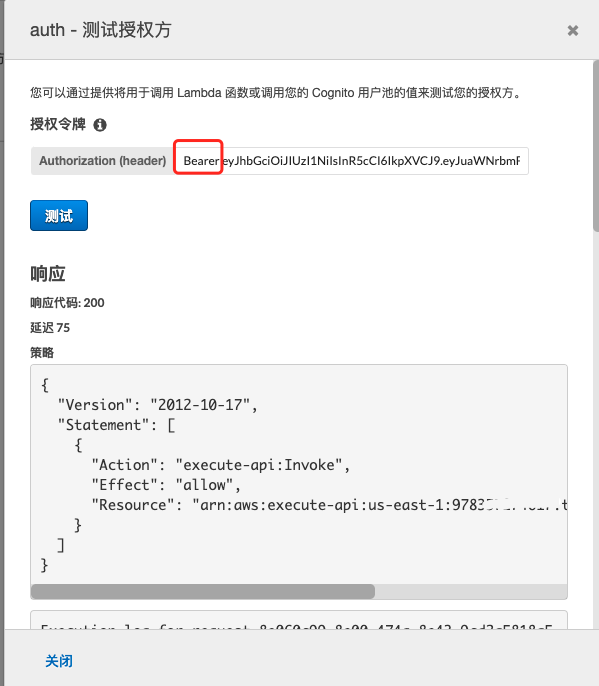 auth - 测试授权方
您可以通过提供将用于调用 Lambda 函数或调用您的 Cognito 用户池的值来测试您的授权方。
授权令牌
Authorization (header) Bearer eyJhbGciOiJIUzI1NiIsInR5cCI6IkpXVCJ9.eyJuaWNrbmF
测试
响应
响应代码: 200
延迟 75
策略
{
"Version": "2012-10-17",
"Statement": [
{
"Action": "execute-api:Invoke",
"Effect": "allow",
"Resource": "arn:aws:execute-api:us-east-1:
}
]
}
Execution log for request
关闭